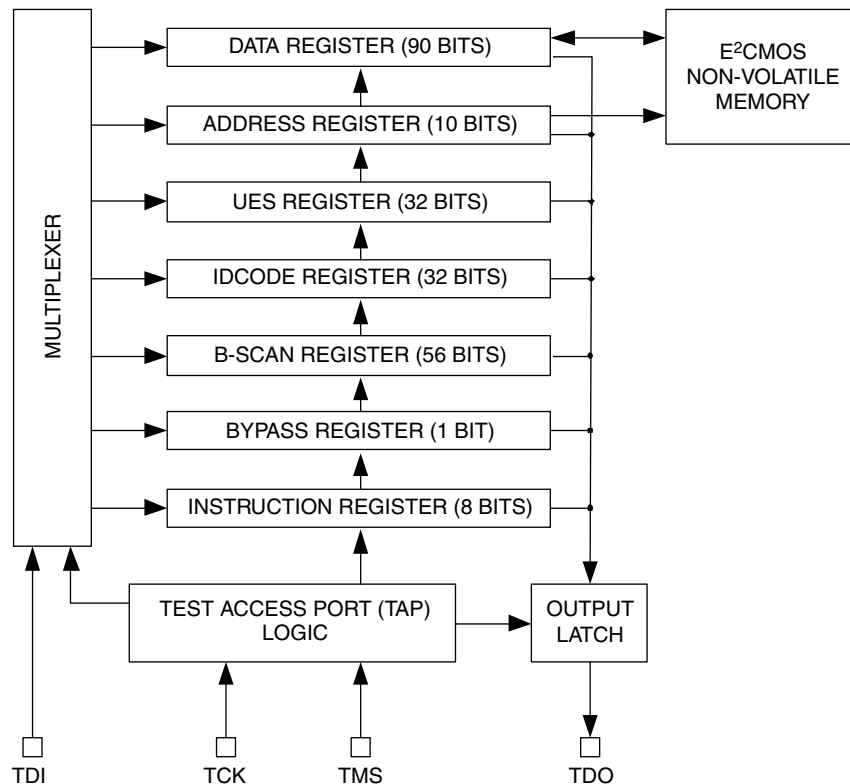 DATA REGISTER (90 BITS)
E²CMOS
NON-VOLATILE
MEMORY
ADDRESS REGISTER (10 BITS)
UES REGISTER (32 BITS)
IDCODE REGISTER (32 BITS)
B-SCAN REGISTER (56 BITS)
BYPASS REGISTER (1 BIT)
INSTRUCTION REGISTER (8 BITS)
MULTIPLEXER
TEST ACCESS PORT (TAP)
LOGIC
OUTPUT
LATCH
TDI
TCK
TMS
TDO